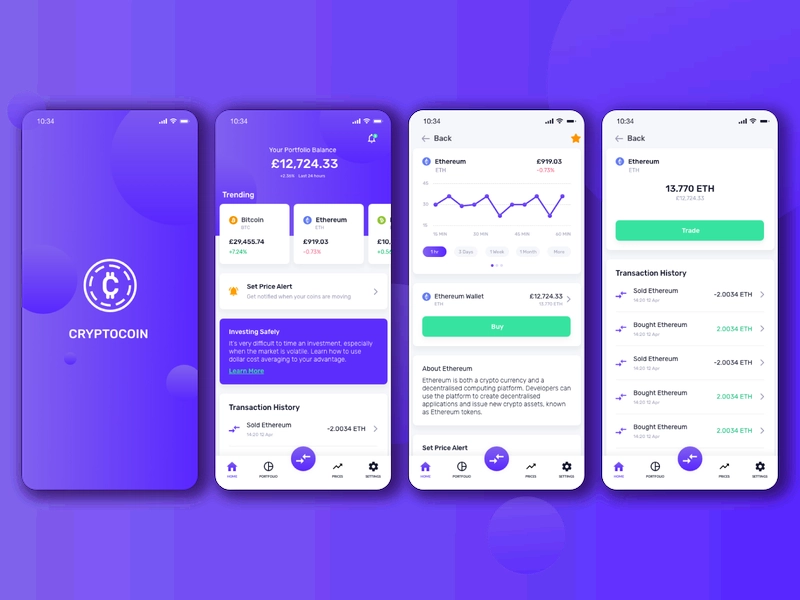 10:34
CRYPTOCOIN
10:34
Your Portfolio Balance
£12,724.33
+2.36% Last 24 hours
Trending
Bitcoin
BTC
£29,455.74
+7.24%
Ethereum
ETH
£919.03
-0.73%
£10,
Set Price Alert
Get notified when your coins are moving
Investing Safely
It's very difficult to time an investment, especially
when the market is volatile. Learn how to use
dollar cost averaging to your advantage.
Learn More
Transaction History
Sold Ethereum
-2.0034 ETH
14:20 12 Apr
HOME PORTFOLIO PRICES SETTINGS
10:34
Back
Ethereum £919.03
ETH -0.73%
15 MIN 30 MIN 45 MIN 60 MIN
1 hr 2 Days 1 Week 1 Month More
Ethereum Wallet £12,724.33
ETH 13.770 ETH
Buy
About Ethereum
Ethereum is both a crypto currency and a
decentralised computing platform. Developers can
use the platform to create decentralised
applications and issue new crypto assets, known
as Ethereum tokens.
Set Price Alert
HOME PORTFOLIO PRICES SETTINGS
10:34
Back
Ethereum
ETH
13.770 ETH
£12,724.33
Trade
Transaction History
Sold Ethereum -2.0034 ETH
14:20 12 Apr
Bought Ethereum 2.0034 ETH
14:20 12 Apr
Sold Ethereum -2.0034 ETH
14:20 12 Apr
Bought Ethereum 2.0034 ETH
14:20 12 Apr
Bought Ethereum 2.0034 ETH
14:20 12 Apr
HOME PORTFOLIO PRICES SETTINGS